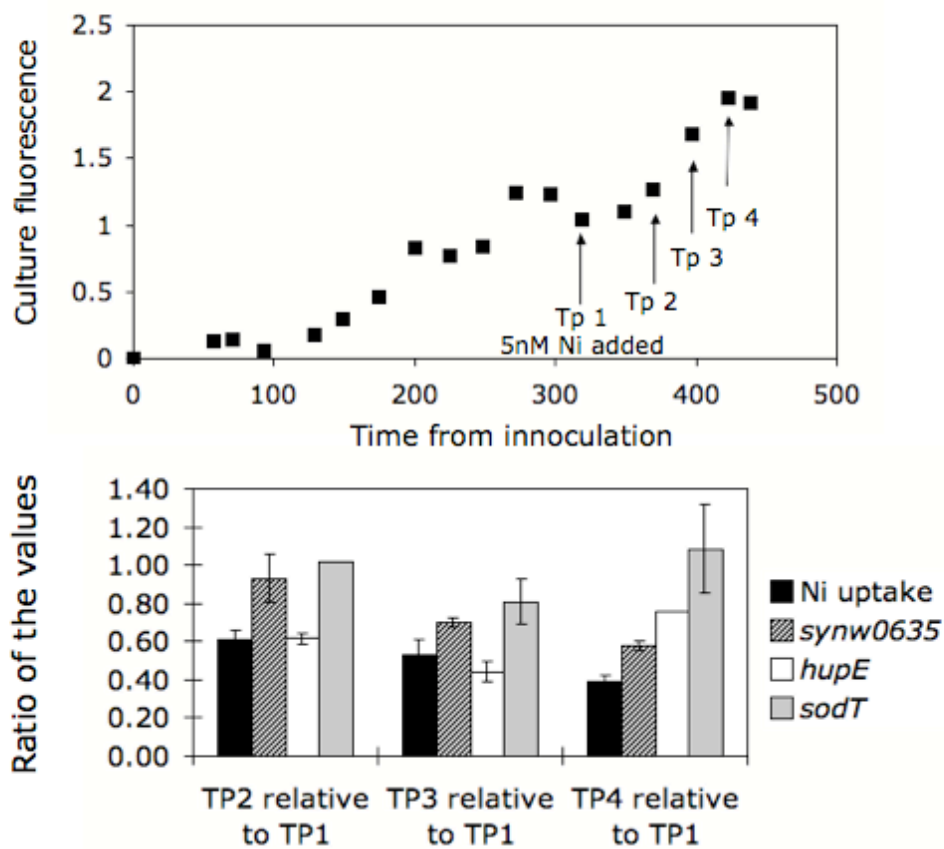 Culture fluorescence
2.5
2
1.5
1
0.5
0
Tp 1
Tp 2
Tp 3
Tp 4
5nM Ni added
0 100 200 300 400 500
Time from innoculation
Ratio of the values
1.40
1.20
1.00
0.80
0.60
0.40
0.20
0.00
TP2 relative
to TP1
TP3 relative
to TP1
TP4 relative
to TP1
Ni uptake
synw0635
hupE
sodT